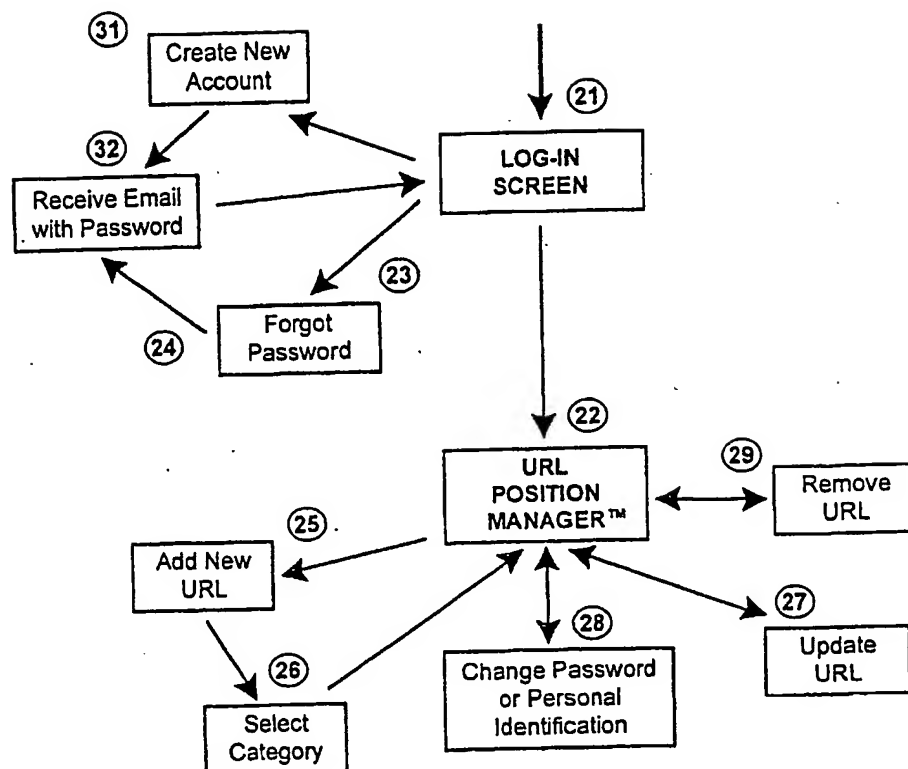 31
Create New
Account
21
LOG-IN
SCREEN
32
Receive Email
with Password
23
Forgot
Password
24
22
URL
POSITION
MANAGER™
29
Remove
URL
25
Add New
URL
27
Update
URL
28
Change Password
or Personal
Identification
26
Select
Category